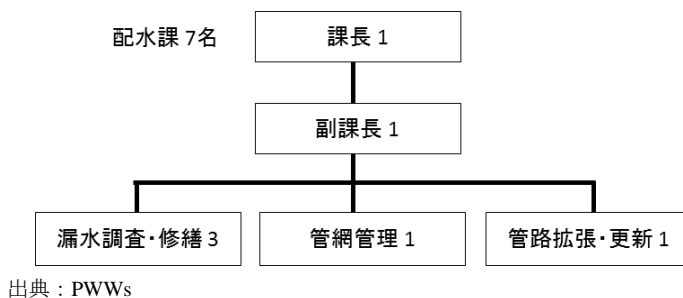 配水課 7名
課長 1
副課長 1
漏水調査･修繕 3
管網管理 1
管路拡張･更新 1
出典：PWWs